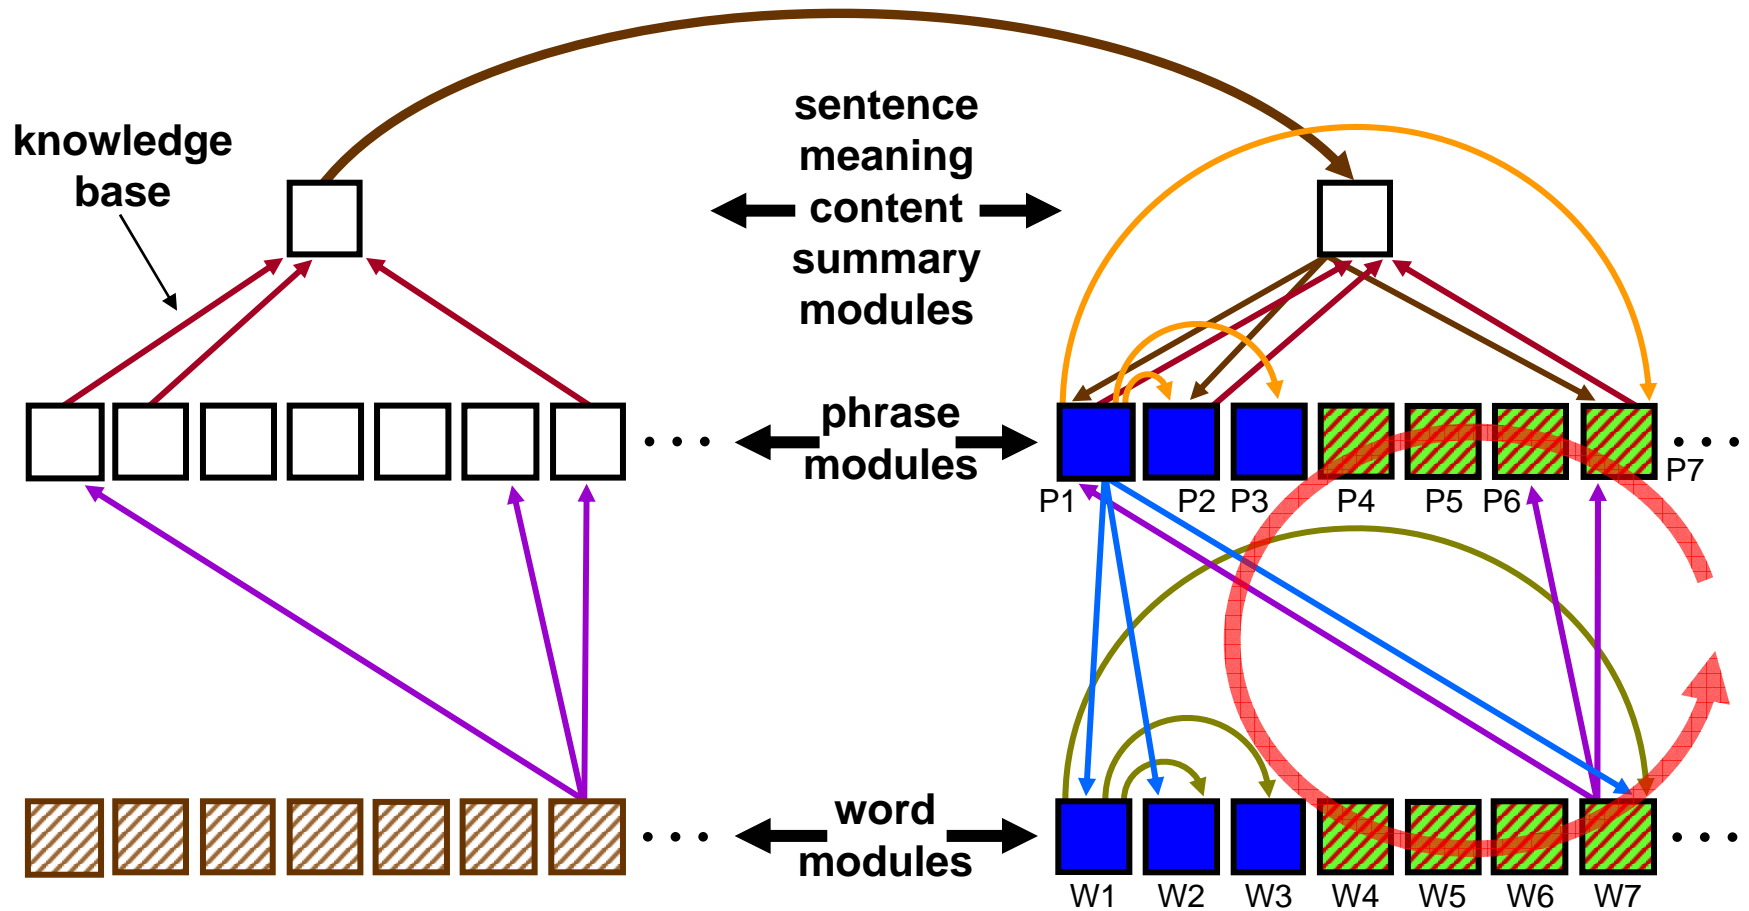 knowledge
base
sentence
meaning
content
summary
modules
phrase
modules
P1 P2 P3 P4 P5 P6 P7
word
modules
W1 W2 W3 W4 W5 W6 W7